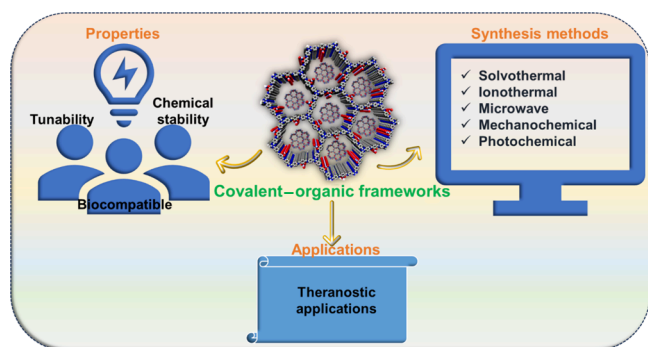 Properties
Synthesis methods
Tunability
Chemical
stability
Biocompatible
✓ Solvothermal
✓ Ionothermal
✓ Microwave
✓ Mechanochemical
✓ Photochemical
Covalent–organic frameworks
Applications
Theranostic
applications